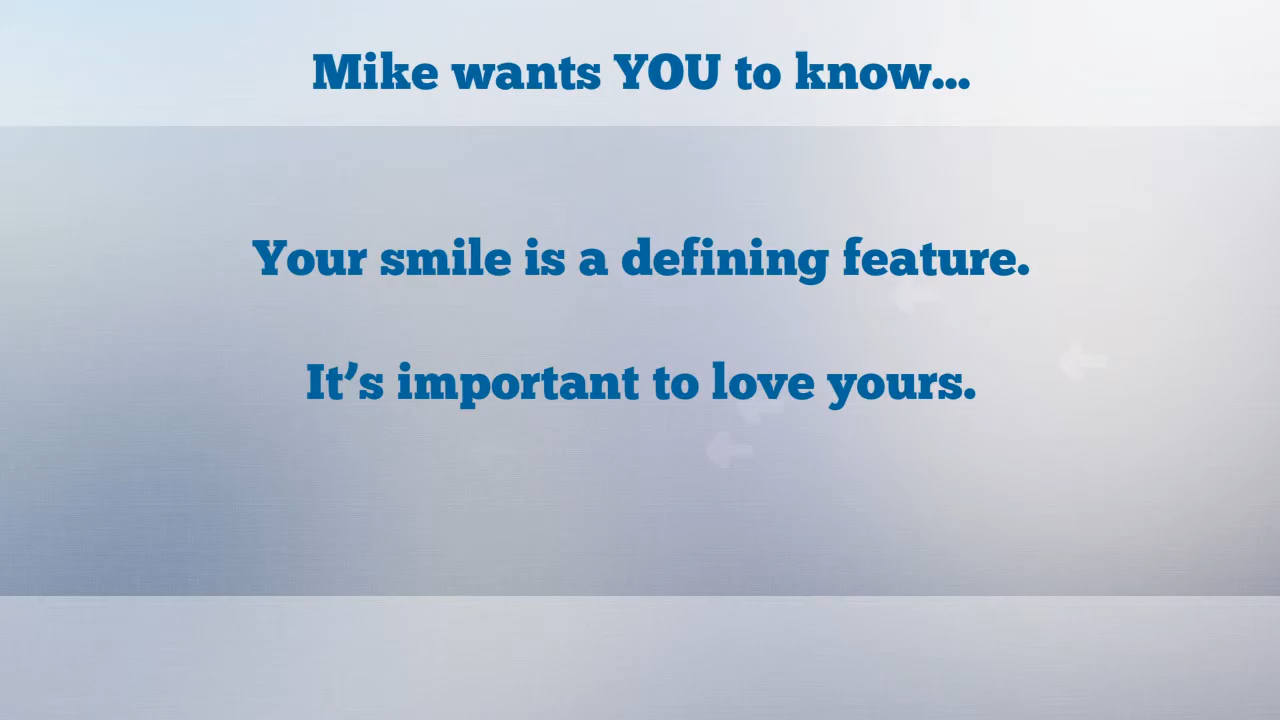 Mike wants YOU to know...
Your smile is a defining feature.
It’s important to love yours.